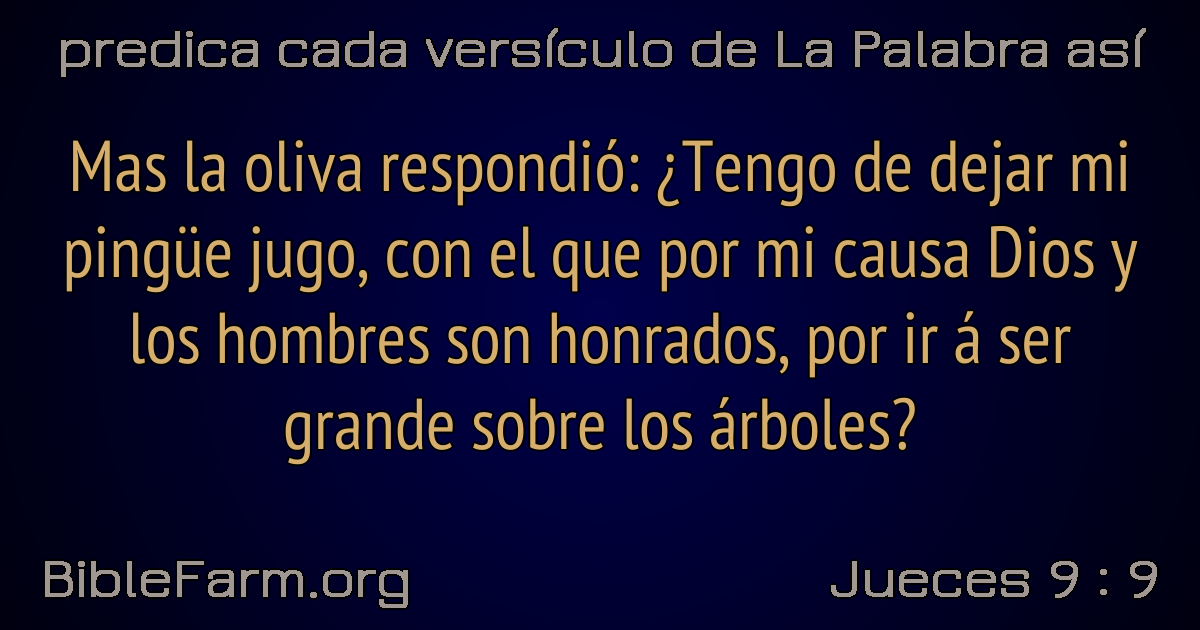 predica cada versículo de La Palabra así
Mas la oliva respondió: ¿Tengo de dejar mi
pingüe jugo, con el que por mi causa Dios y
los hombres son honrados, por ir á ser
grande sobre los árboles?
BibleFarm.org
Jueces 9 : 9